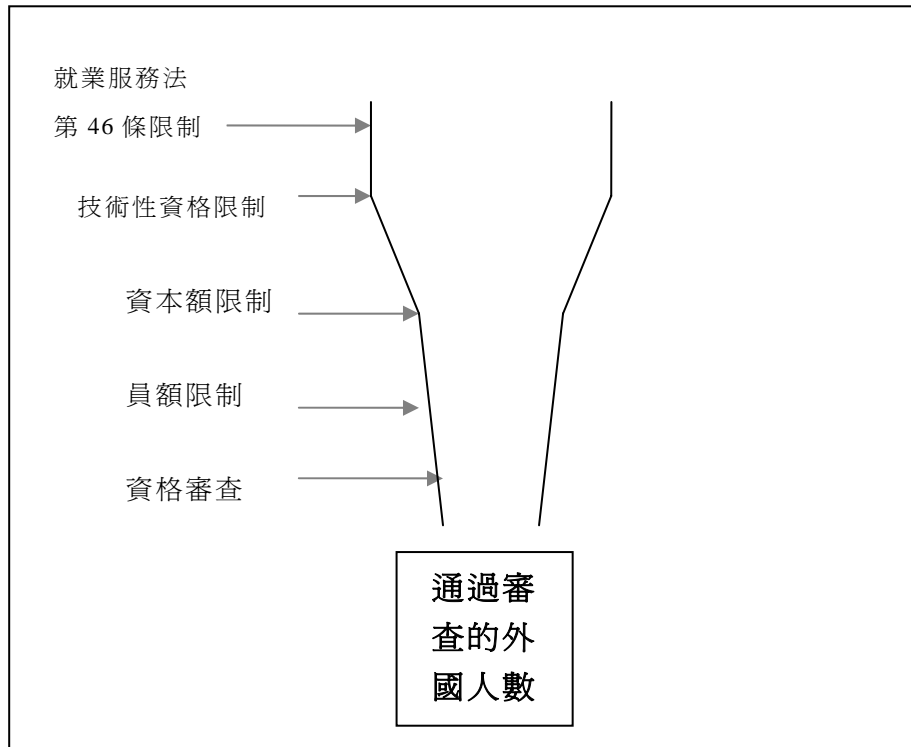 就業服務法
第 46 條限制
技術性資格限制
資本額限制
員額限制
資格審查
通過審
查的外
國人數